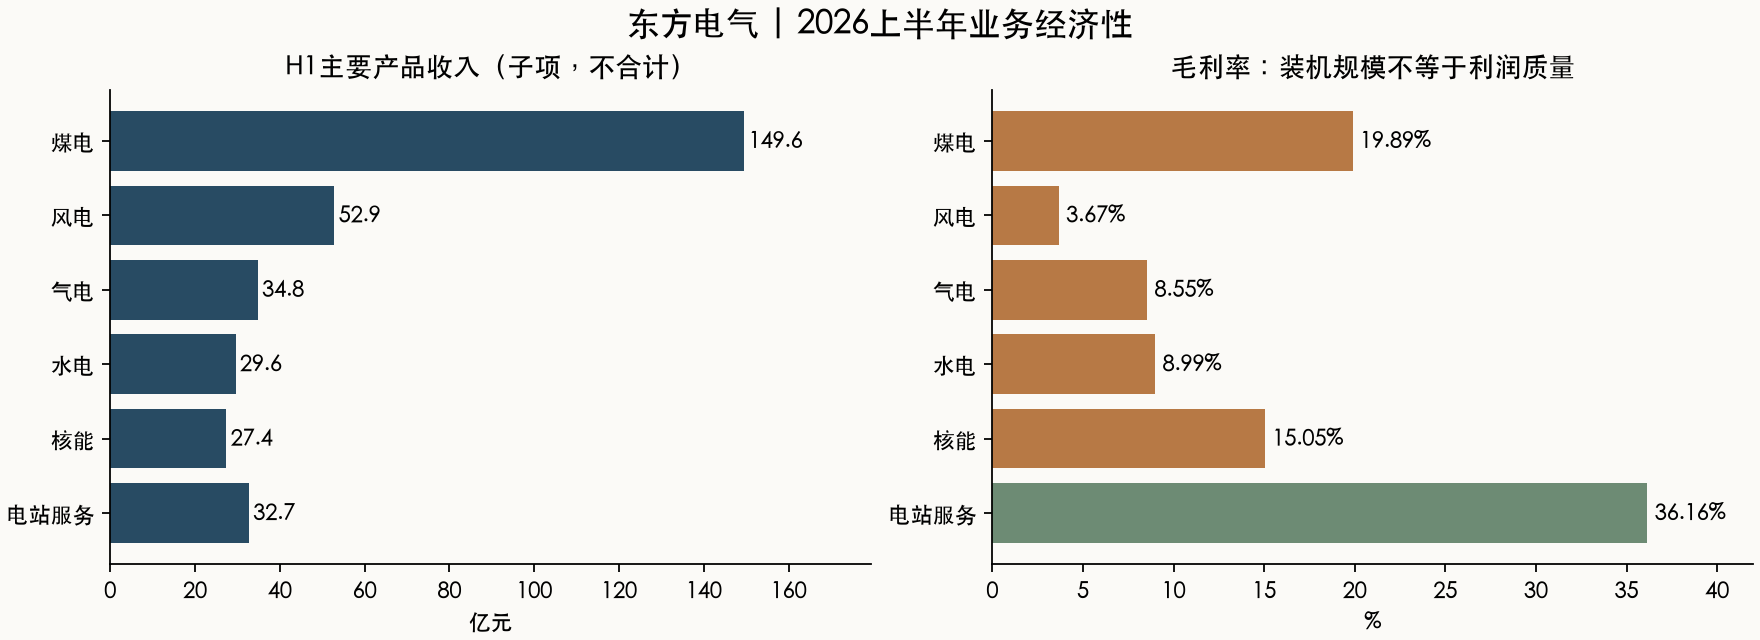 东方电气 | 2026上半年业务经济性
H1主要产品收入（子项，不合计）
煤电
149.6
风电
52.9
气电
34.8
水电
29.6
核能
27.4
电站服务
32.7
0 20 40 60 80 100 120 140 160
亿元
毛利率：装机规模不等于利润质量
煤电
19.89%
风电
3.67%
气电
8.55%
水电
8.99%
核能
15.05%
电站服务
36.16%
0 5 10 15 20 25 30 35 40
%